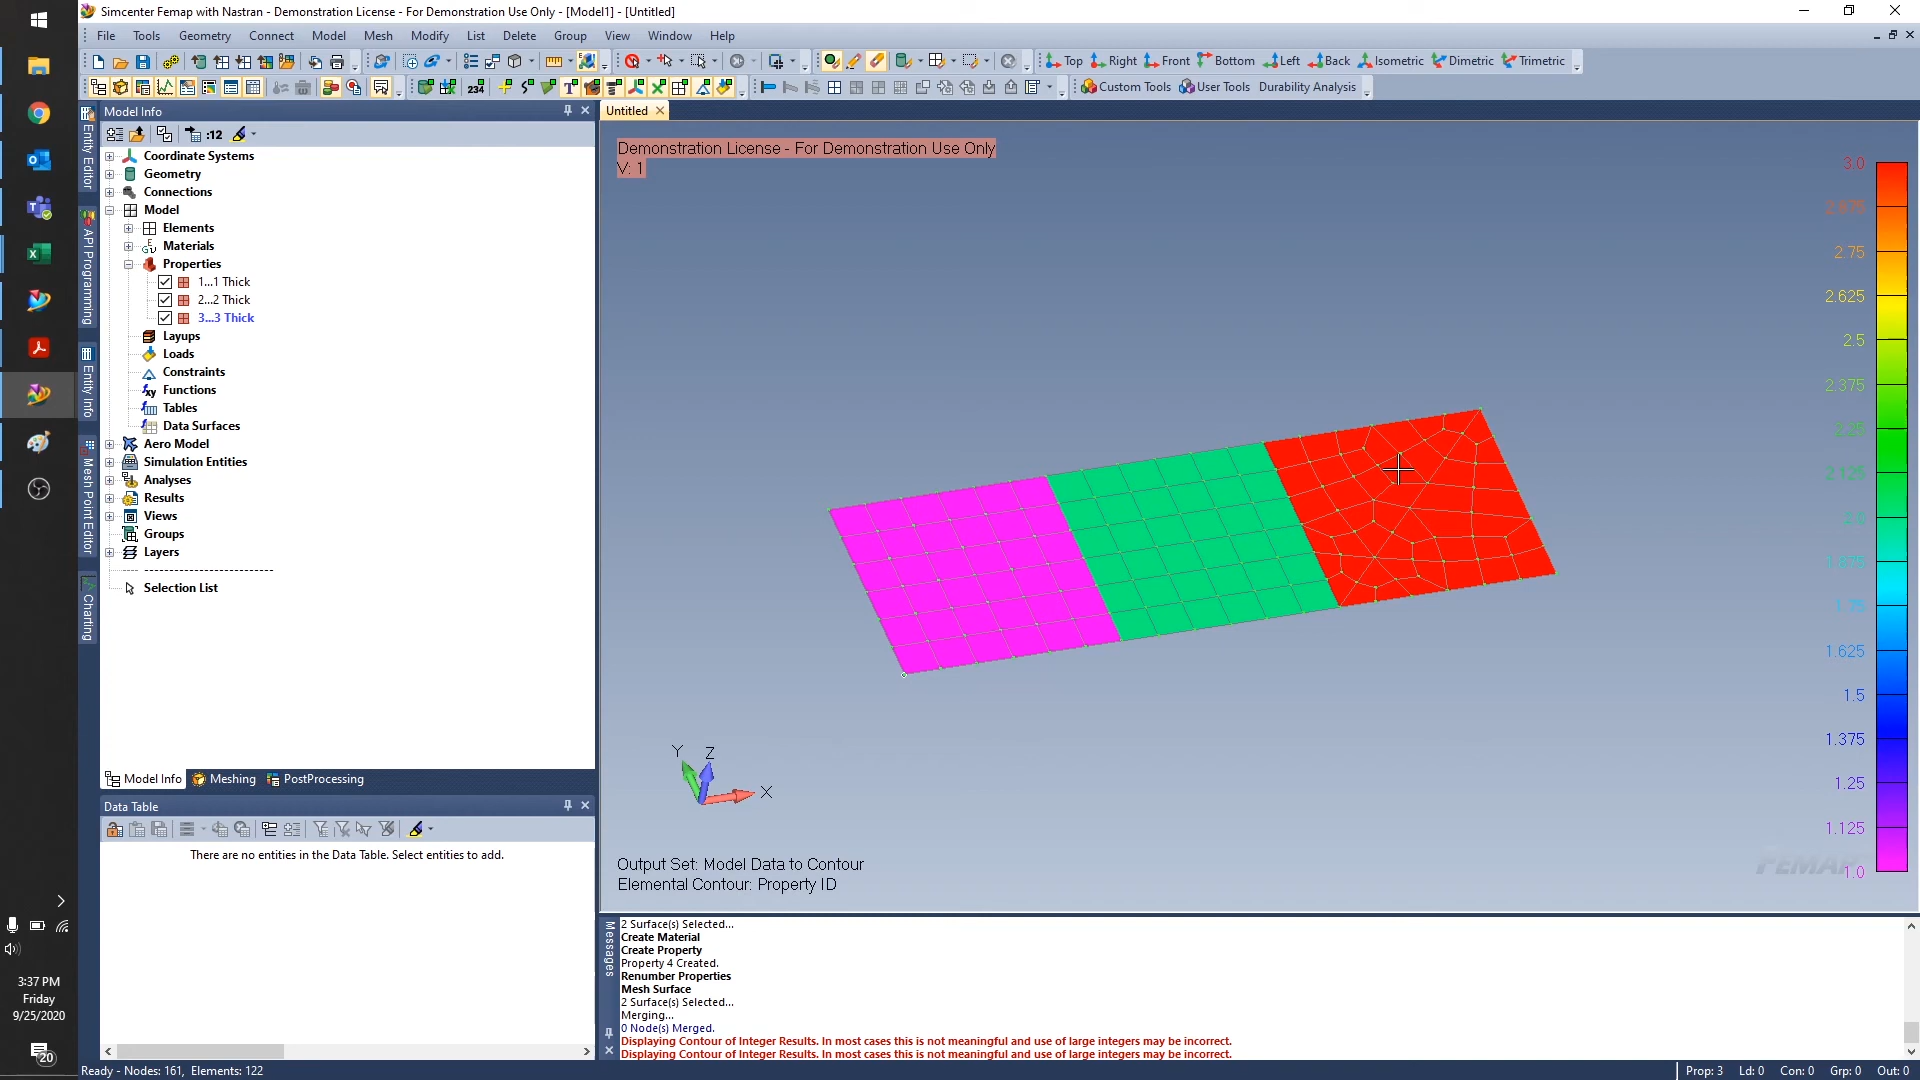 Simcenter Femap with Nastran - Demonstration License - For Demonstration Use Only - [Model1] - [Untitled]
File Tools Geometry Connect Model Mesh Modify List Delete Group View Window Help
Top Right Front Bottom Left Back Isometric Dimetric Trimetric
234 Custom Tools User Tools Durability Analysis
Model Info
Untitled
:12
Entity Editor
API Programming
Entity Info
Mesh Point Editor
Charting
Coordinate Systems
Geometry
Connections
Model
Elements
Materials
Properties
1...1 Thick
2...2 Thick
3...3 Thick
Layups
Loads
Constraints
Functions
Tables
Data Surfaces
Aero Model
Simulation Entities
Analyses
Results
Views
Groups
Layers
Selection List
Model Info Meshing PostProcessing
Data Table
There are no entities in the Data Table. Select entities to add.
Demonstration License - For Demonstration Use Only
V: 1
3.0
2.875
2.75
2.625
2.5
2.375
2.25
2.125
2.0
1.875
1.75
1.625
1.5
1.375
1.25
1.125
1.0
FEMAP
Y Z X
Output Set: Model Data to Contour
Elemental Contour: Property ID
Messages
2 Surface(s) Selected...
Create Material
Create Property
Property 4 Created.
Renumber Properties
Mesh Surface
2 Surface(s) Selected...
Merging...
0 Node(s) Merged.
Displaying Contour of Integer Results. In most cases this is not meaningful and use of large integers may be incorrect.
Displaying Contour of Integer Results. In most cases this is not meaningful and use of large integers may be incorrect.
Ready - Nodes: 161, Elements: 122
Prop: 3 Ld: 0 Con: 0 Grp: 0 Out: 0
3:37 PM
Friday
9/25/2020
20